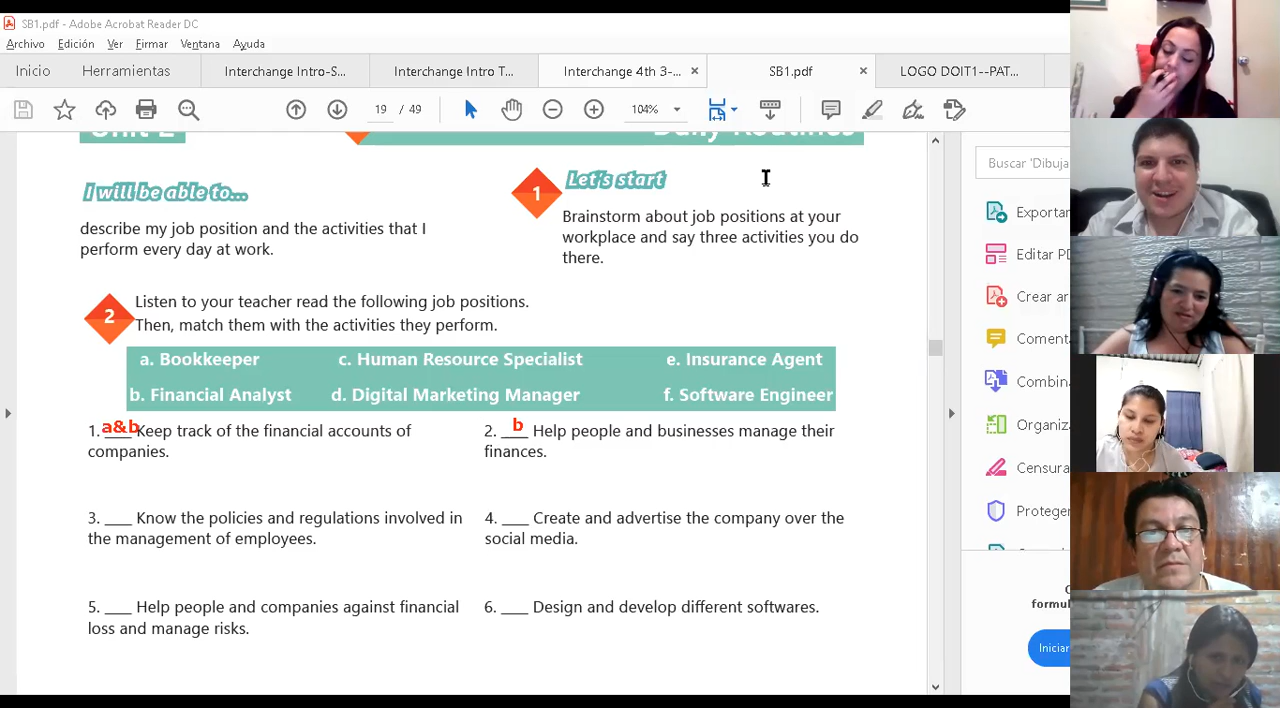 SB1.pdf - Adobe Acrobat Reader DC
Archivo Edición Ver Firmar Ventana Ayuda
Inicio Herramientas Interchange Intro-S... Interchange Intro T... Interchange 4th 3-... × SB1.pdf × LOGO DOIT1--PAT...
19 / 49 104%
Unit 2 Daily Routines
I will be able to...
describe my job position and the activities that I
perform every day at work.
1 Let's start
Brainstorm about job positions at your
workplace and say three activities you do
there.
2 Listen to your teacher read the following job positions.
Then, match them with the activities they perform.
a. Bookkeeper c. Human Resource Specialist e. Insurance Agent
b. Financial Analyst d. Digital Marketing Manager f. Software Engineer
1. a&b Keep track of the financial accounts of
companies.
2. b Help people and businesses manage their
finances.
3. ___ Know the policies and regulations involved in
the management of employees.
4. ___ Create and advertise the company over the
social media.
5. ___ Help people and companies against financial
loss and manage risks.
6. ___ Design and develop different softwares.
Buscar 'Dibuja
Exportar
Editar PD
Crear ar
Comenta
Combina
Organiz
Censura
Protege
formul
Iniciar